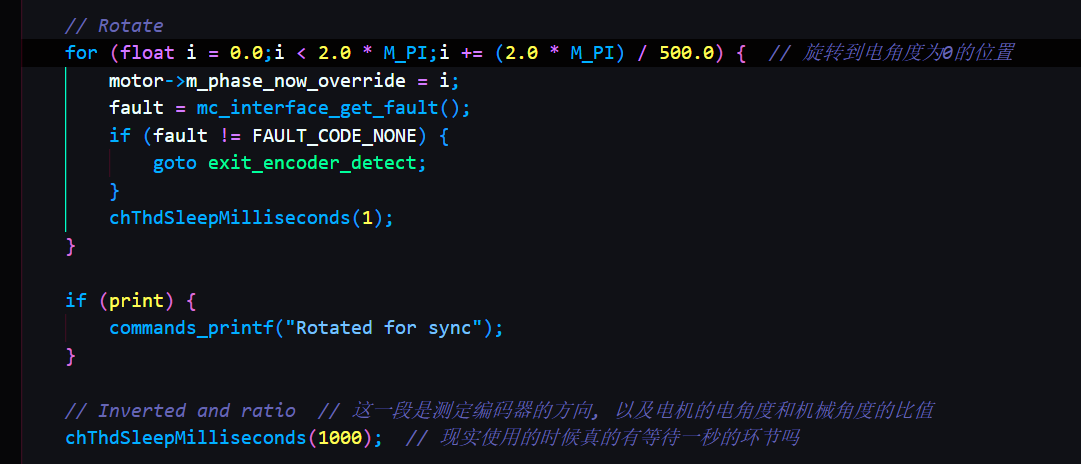 // Rotate
for (float i = 0.0;i < 2.0 * M_PI;i += (2.0 * M_PI) / 500.0) {  // 旋转到电角度为0的位置
    motor->m_phase_now_override = i;
    fault = mc_interface_get_fault();
    if (fault != FAULT_CODE_NONE) {
        goto exit_encoder_detect;
    }
    chThdSleepMilliseconds(1);
}
if (print) {
    commands_printf("Rotated for sync");
}
// Inverted and ratio  // 这一段是测定编码器的方向, 以及电机的电角度和机械角度的比值
chThdSleepMilliseconds(1000);  // 现实使用的时候真的有等待一秒的环节吗